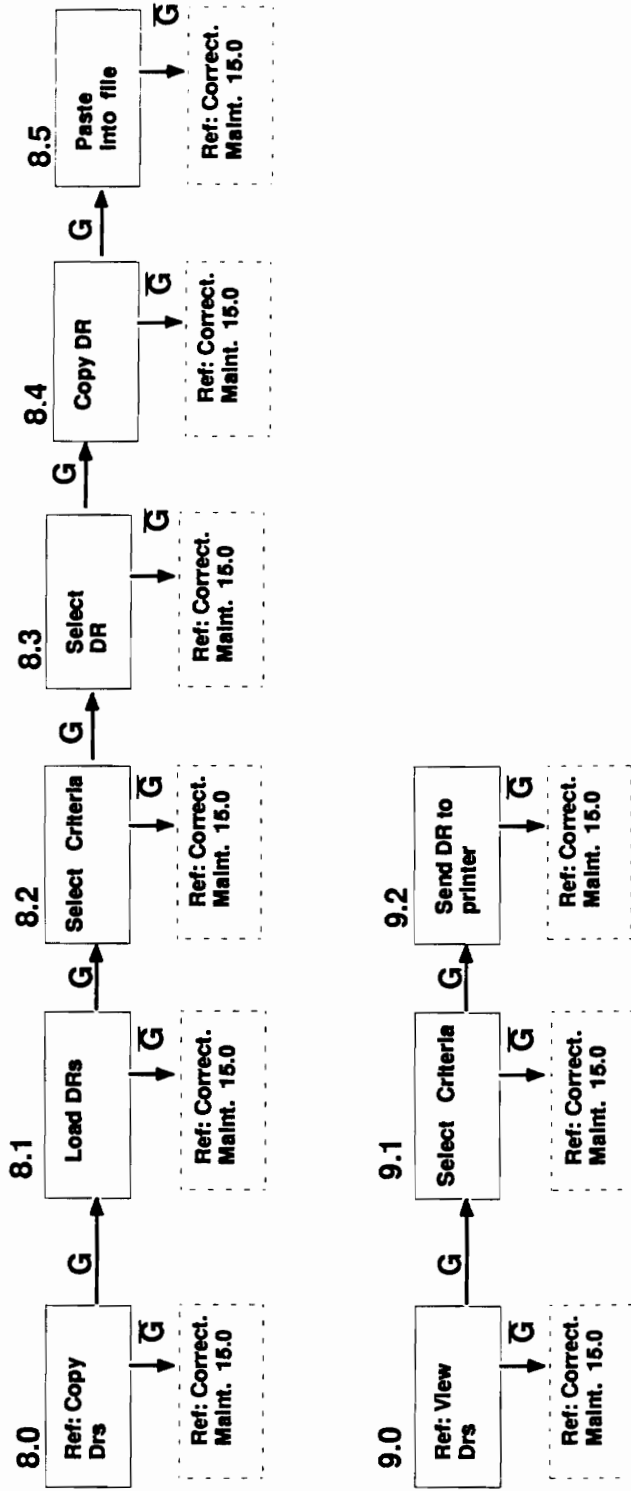 8.0
Ref: Copy
Drs
G
G̅
Ref: Correct.
Maint. 15.0
8.1
Load DRs
G
G̅
Ref: Correct.
Maint. 15.0
8.2
Select Criteria
G
G̅
Ref: Correct.
Maint. 15.0
8.3
Select
DR
G
G̅
Ref: Correct.
Maint. 15.0
8.4
Copy DR
G
G̅
Ref: Correct.
Maint. 15.0
8.5
Paste
into file
G̅
Ref: Correct.
Maint. 15.0
9.0
Ref: View
Drs
G
G̅
Ref: Correct.
Maint. 15.0
9.1
Select Criteria
G
G̅
Ref: Correct.
Maint. 15.0
9.2
Send DR to
printer
G̅
Ref: Correct.
Maint. 15.0